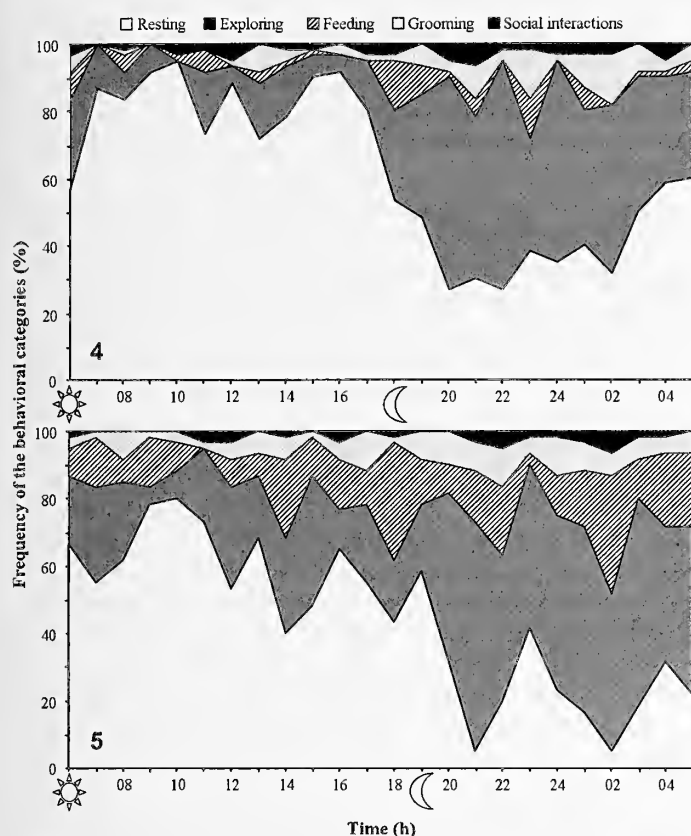 Resting Exploring Feeding Grooming Social interactions
Frequency of the behavioral categories (%)
100
80
60
40
20
0
4
08 10 12 14 16 20 22 24 02 04
100
80
60
40
20
0
5
08 10 12 14 16 18 20 22 24 02 04
Time (h)